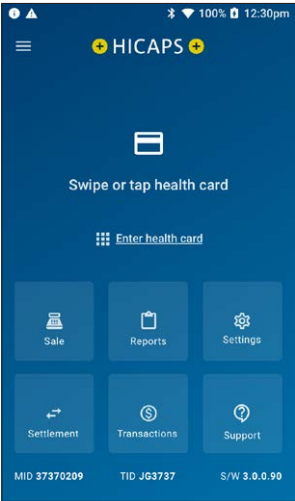 100% 12:30pm
HICAPS
Swipe or tap health card
Enter health card
Sale Reports Settings
Settlement Transactions Support
MID 37370209 TID JG3737 S/W 3.0.0.90